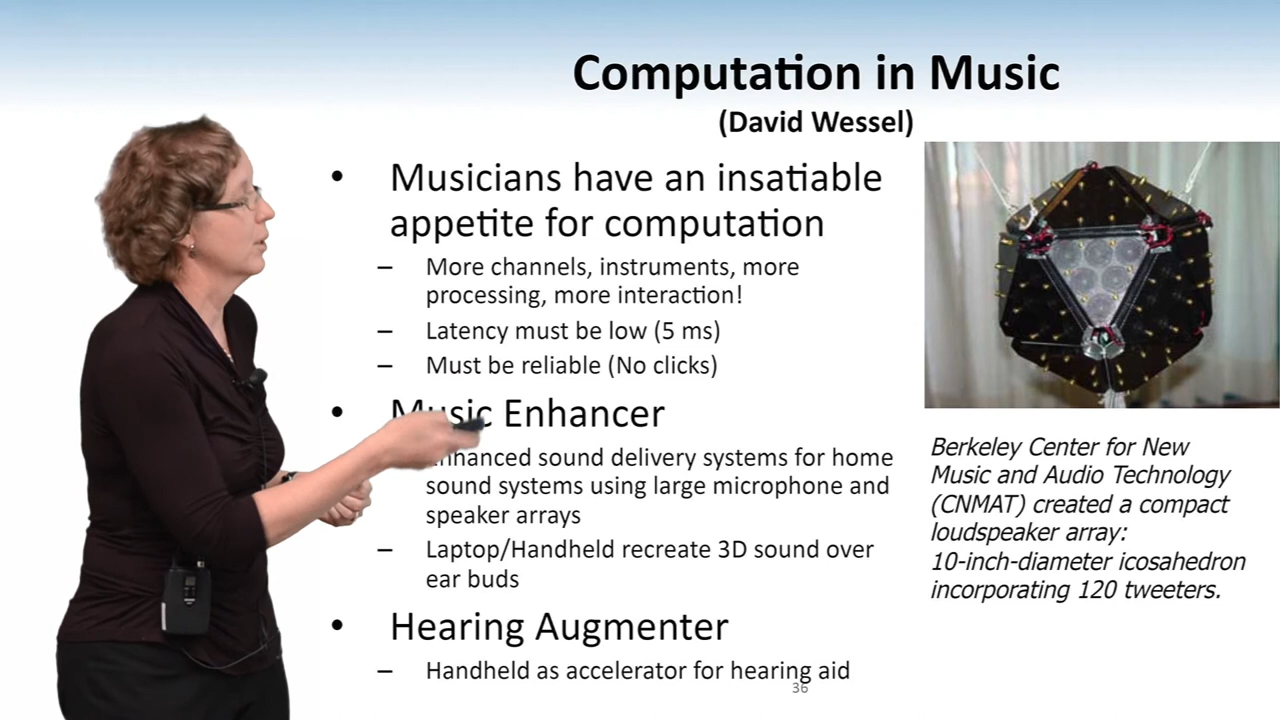 Computation in Music
(David Wessel)
• Musicians have an insatiable
appetite for computation
– More channels, instruments, more
processing, more interaction!
– Latency must be low (5 ms)
– Must be reliable (No clicks)
• Music Enhancer
Enhanced sound delivery systems for home
sound systems using large microphone and
speaker arrays
– Laptop/Handheld recreate 3D sound over
ear buds
• Hearing Augmenter
– Handheld as accelerator for hearing aid
36
Berkeley Center for New
Music and Audio Technology
(CNMAT) created a compact
loudspeaker array:
10-inch-diameter icosahedron
incorporating 120 tweeters.